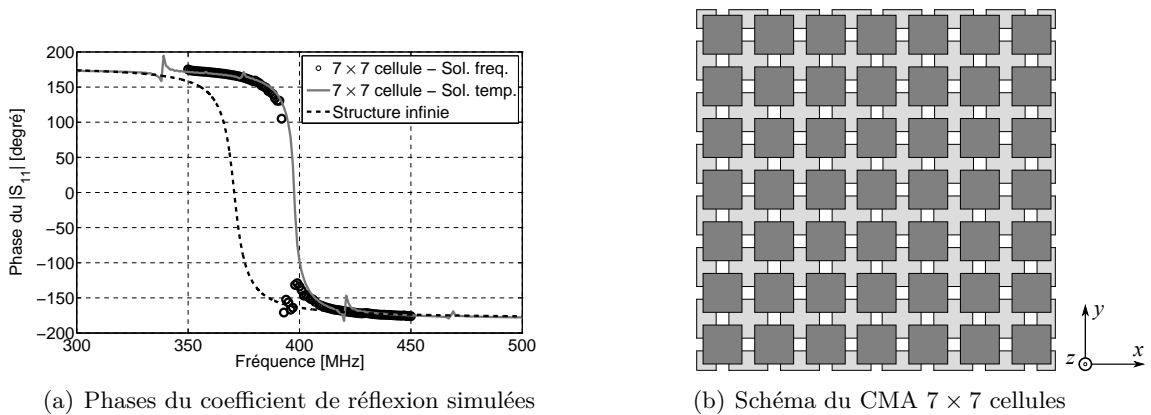 200
150
100
50
0
−50
−100
−150
−200
300
350
400
450
500
Phase du |S11| [degré]
Fréquence [MHz]
7 × 7 cellule − Sol. freq.
7 × 7 cellule − Sol. temp.
Structure infinie
y
z
x
(a) Phases du coefficient de réflexion simulées
(b) Schéma du CMA 7 × 7 cellules